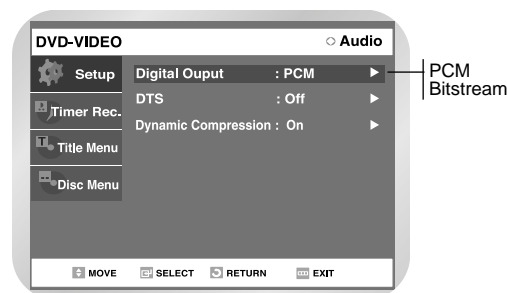 DVD-VIDEO
Audio
Setup
Digital Ouput : PCM
PCM
Bitstream
Timer Rec.
DTS : Off
Dynamic Compression : On
T
Title Menu
Disc Menu
MOVE SELECT RETURN EXIT